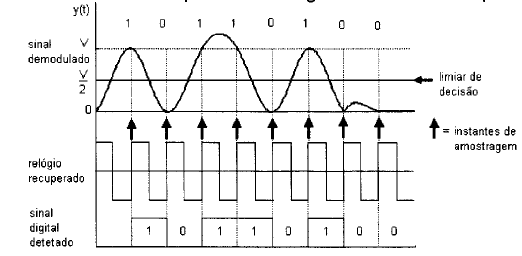 y(t)
1 0 1 1 0 1 0 0
sinal
demodulado
V
V
2
0
limiar de
decisão
= instantes de
amostragem
relógio
recuperado
sinal
digital
detetado
1 0 1 1 0 1 0 0